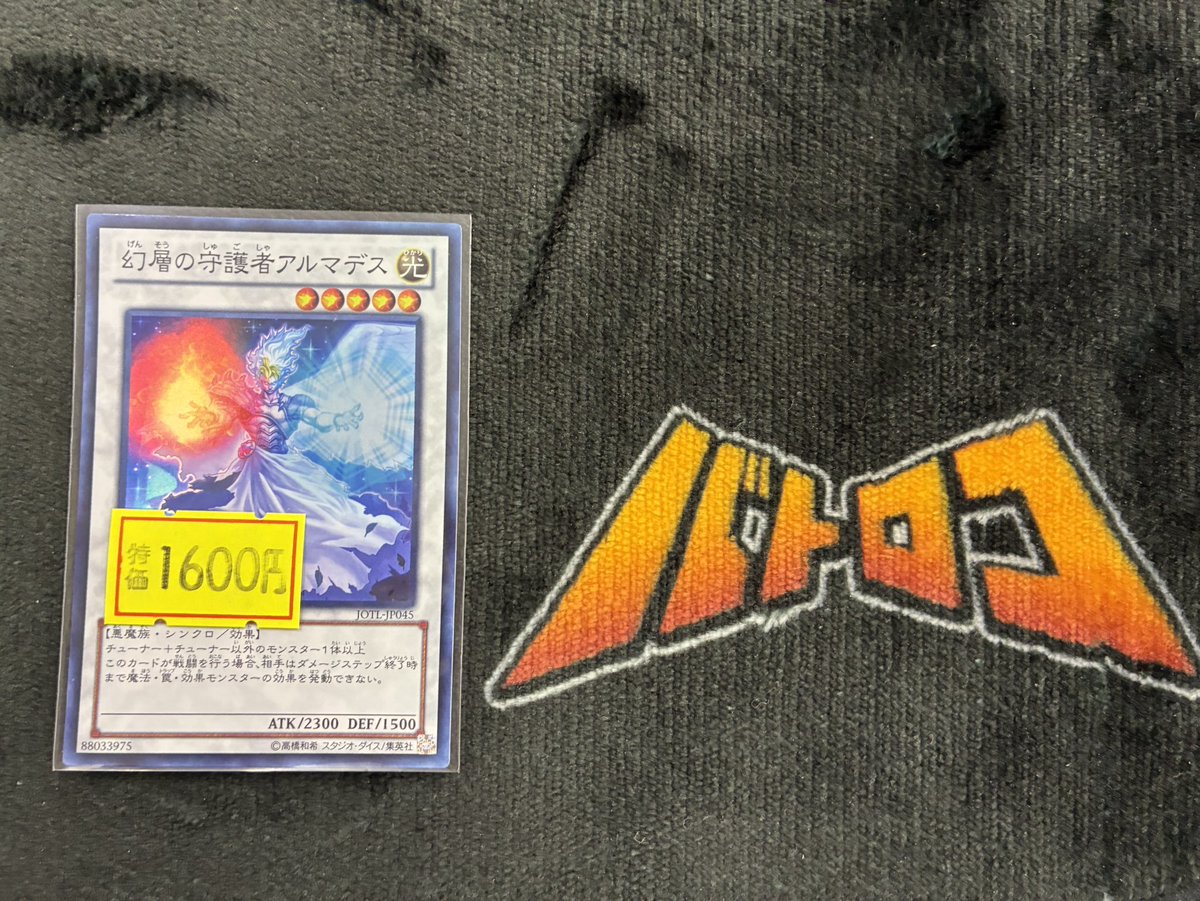 幻層の守護者アルマデス
光
特価1600円
JOTL-JP045
【悪魔族・シンクロ/効果】
チューナー+チューナー以外のモンスター1体以上
このカードが戦闘を行う場合、相手はダメージステップ終了時
まで魔法・罠・効果モンスターの効果を発動できない。
ATK/2300 DEF/1500
88033975
©高橋和希 スタジオ・ダイス/集英社
バトロコ